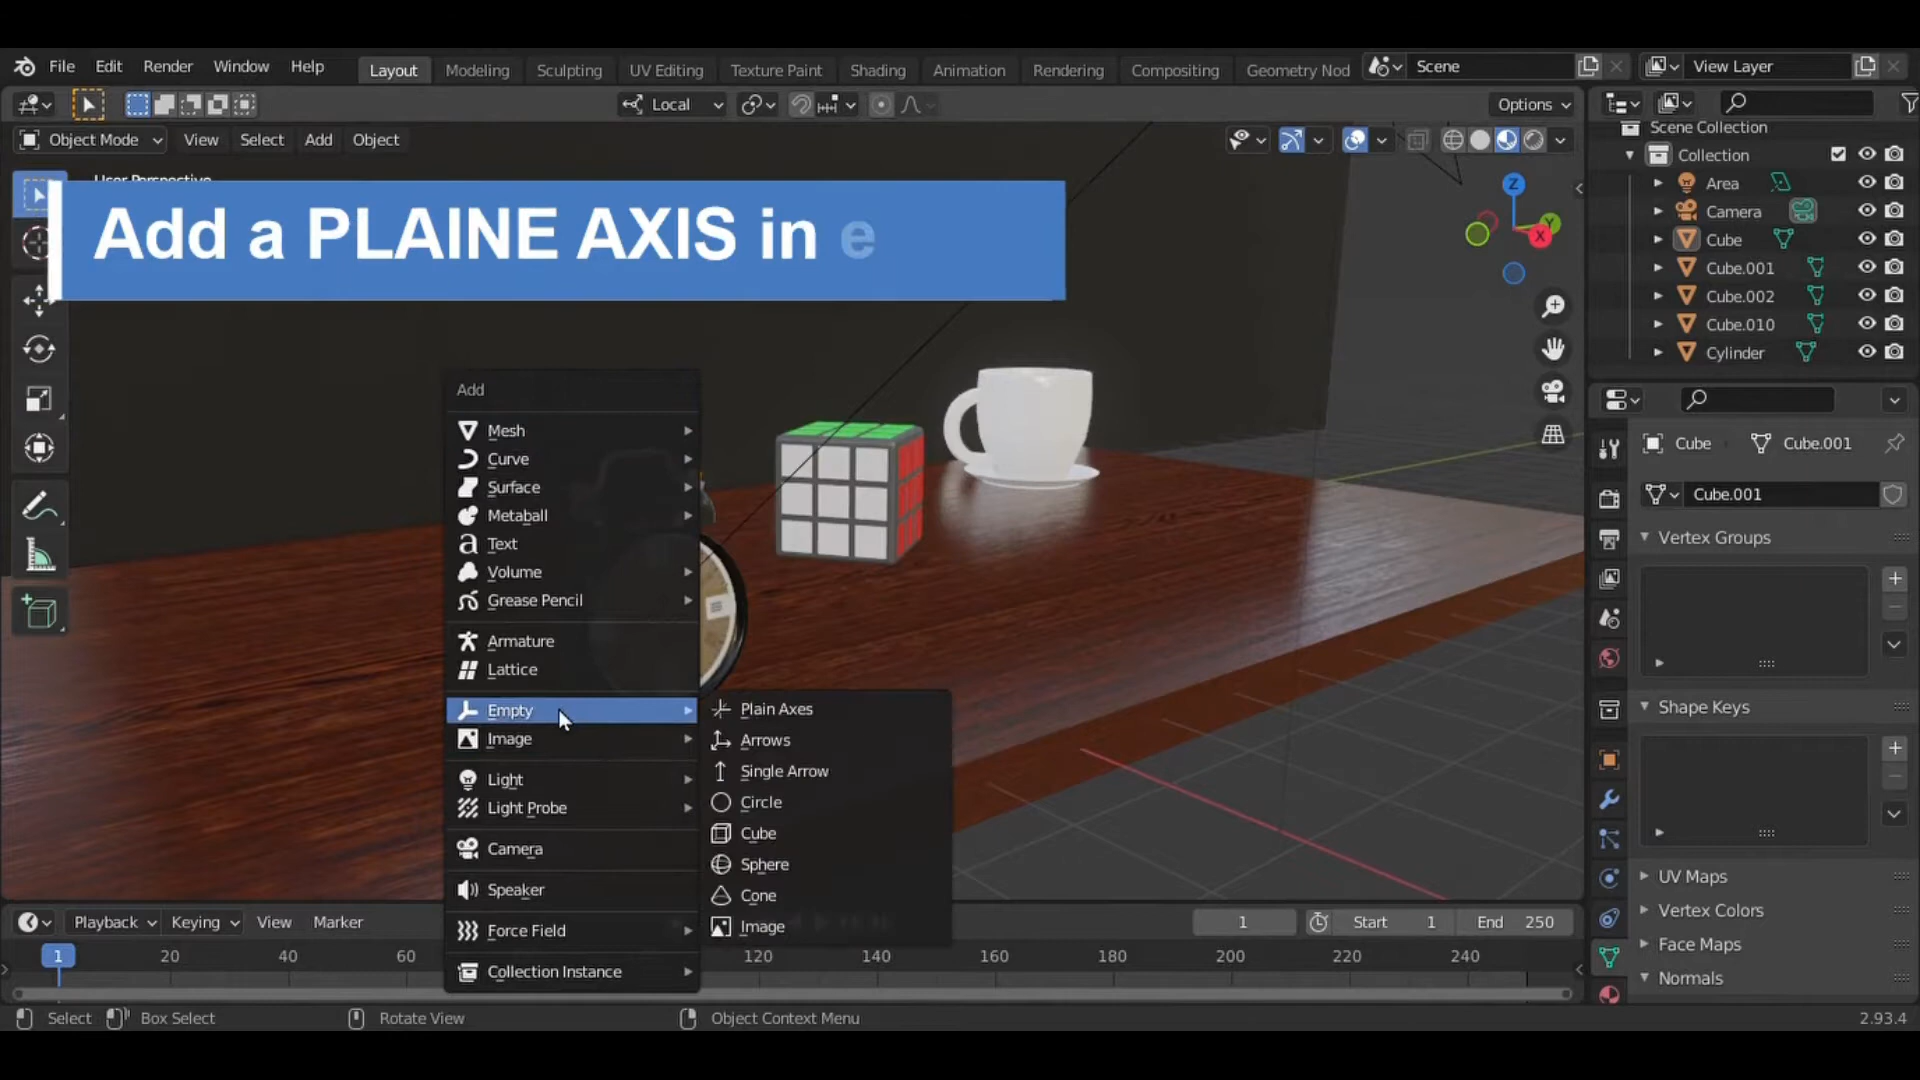 File Edit Render Window Help Layout Modeling Sculpting UV Editing Texture Paint Shading Animation Rendering Compositing Geometry Nod Scene View Layer
Local Options
Object Mode View Select Add Object
User Perspective
Add a PLAINE AXIS in e
Scene Collection
Collection
Area
Camera
Cube
Cube.001
Cube.002
Cube.010
Cylinder
Z
Y
X
Add
Mesh
Curve
Surface
Metaball
Text
Volume
Grease Pencil
Armature
Lattice
Empty
Image
Light
Light Probe
Camera
Speaker
Force Field
Collection Instance
Plain Axes
Arrows
Single Arrow
Circle
Cube
Sphere
Cone
Image
Cube Cube.001
Cube.001
Vertex Groups
Shape Keys
UV Maps
Vertex Colors
Face Maps
Normals
Playback Keying View Marker 1 Start 1 End 250
1 20 40 60 120 140 160 180 200 220 240
Select Box Select Rotate View Object Context Menu 2.93.4